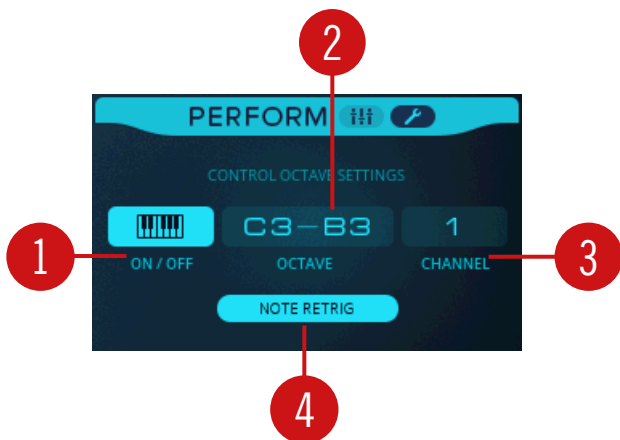 2
PERFORM
CONTROL OCTAVE SETTINGS
C3-B3
1
1
ON / OFF
OCTAVE
CHANNEL
3
NOTE RETRIG
4